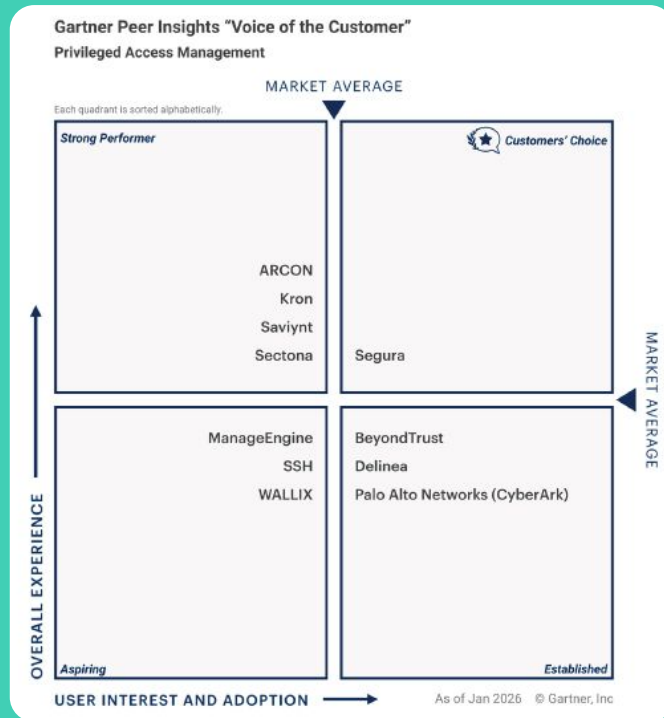 Gartner Peer Insights “Voice of the Customer”
Privileged Access Management
MARKET AVERAGE
Each quadrant is sorted alphabetically.
Strong Performer
Customers’ Choice
ARCON
Kron
Saviynt
Sectona
Segura
MARKET AVERAGE
ManageEngine
SSH
WALLIX
BeyondTrust
Delinea
Palo Alto Networks (CyberArk)
OVERALL EXPERIENCE
Aspiring
Established
USER INTEREST AND ADOPTION
As of Jan 2026 © Gartner, Inc